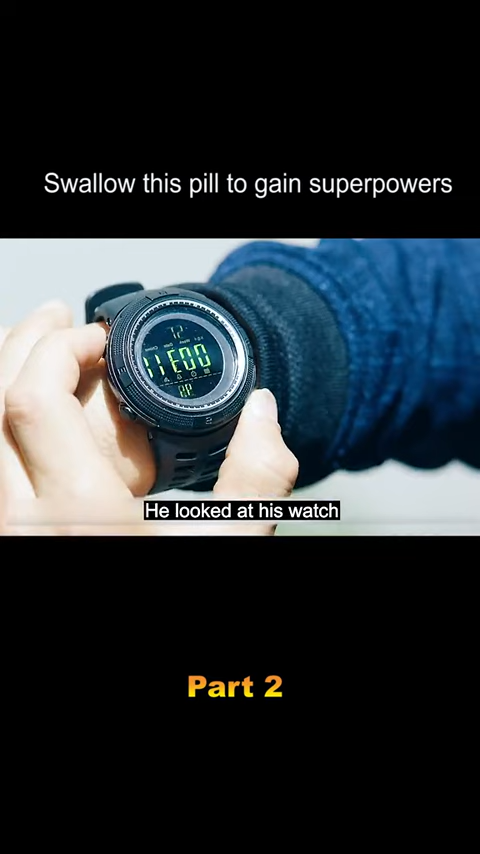 Swallow this pill to gain superpowers
He looked at his watch
Part 2